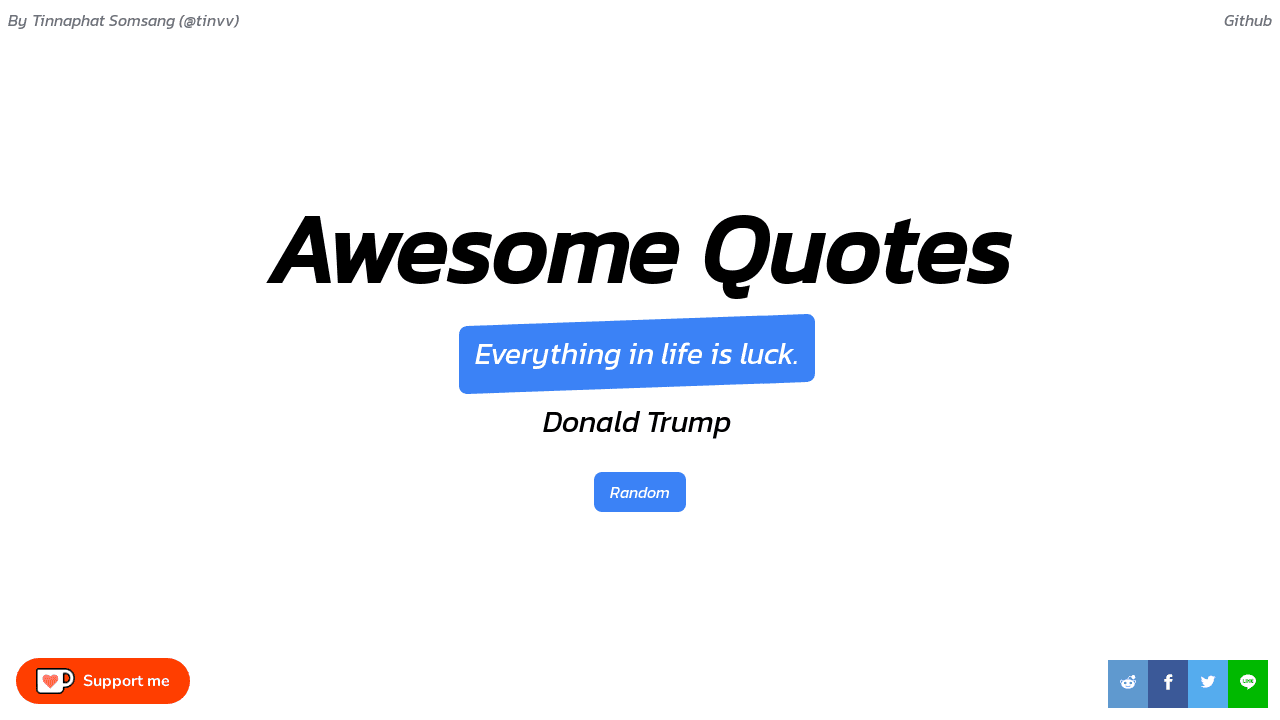 By Tinnaphat Somsang (@tinvv)
Github
Awesome Quotes
Everything in life is luck.
Donald Trump
Random
Support me
LINE